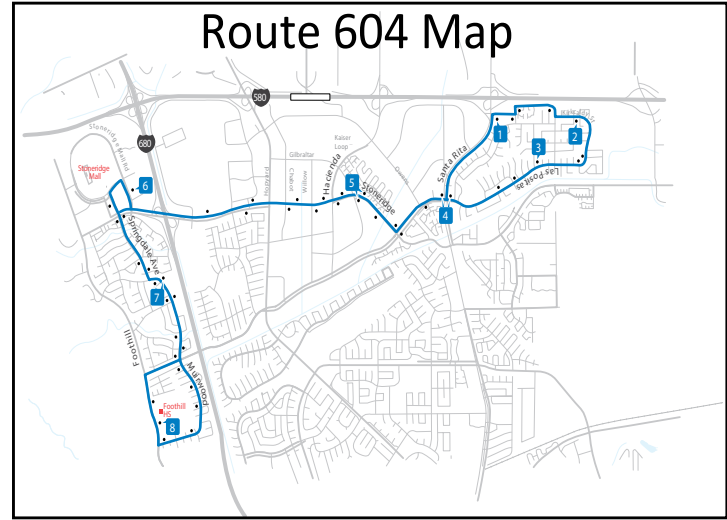 Route 604 Map
580
680
Stoneridge Mall Rd
Stoneridge
Mall
6
Hopyard
Gibraltar
Chabot
Willow
Hacienda
Kaiser
Loop
5
Stoneridge
Santa Rita
4
1
3
2
Las Positas
Springdale Ave
7
Foothill
Muirwood
Foothill
HS
8